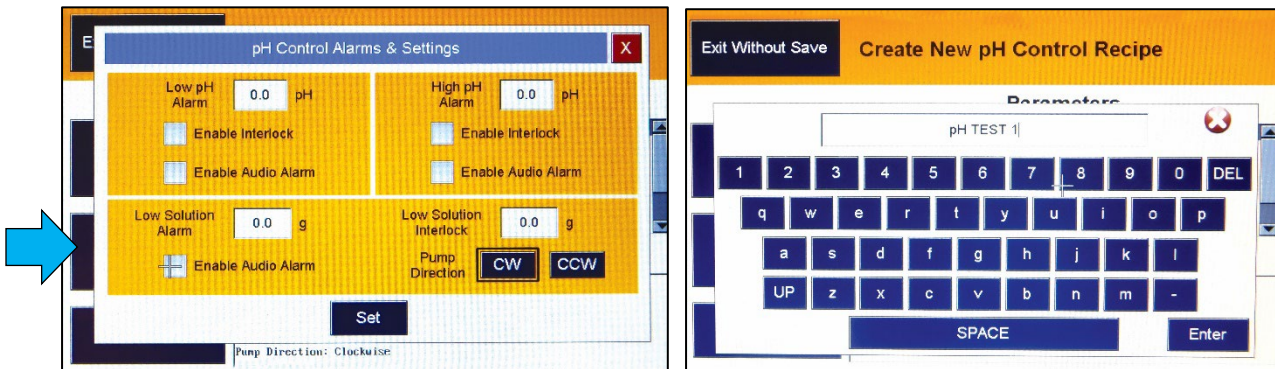 E
pH Control Alarms & Settings
X
Low pH Alarm 0.0 pH
Enable Interlock
Enable Audio Alarm
High pH Alarm 0.0 pH
Enable Interlock
Enable Audio Alarm
Low Solution Alarm 0.0 g
Enable Audio Alarm
Low Solution Interlock 0.0 g
Pump Direction CW CCW
Set
Pump Direction: Clockwise
Exit Without Save
Create New pH Control Recipe
Parameters
pH TEST 1
1 2 3 4 5 6 7 8 9 0 DEL
q w e r t y u i o p
a s d f g h j k l
UP z x c v b n m -
SPACE Enter